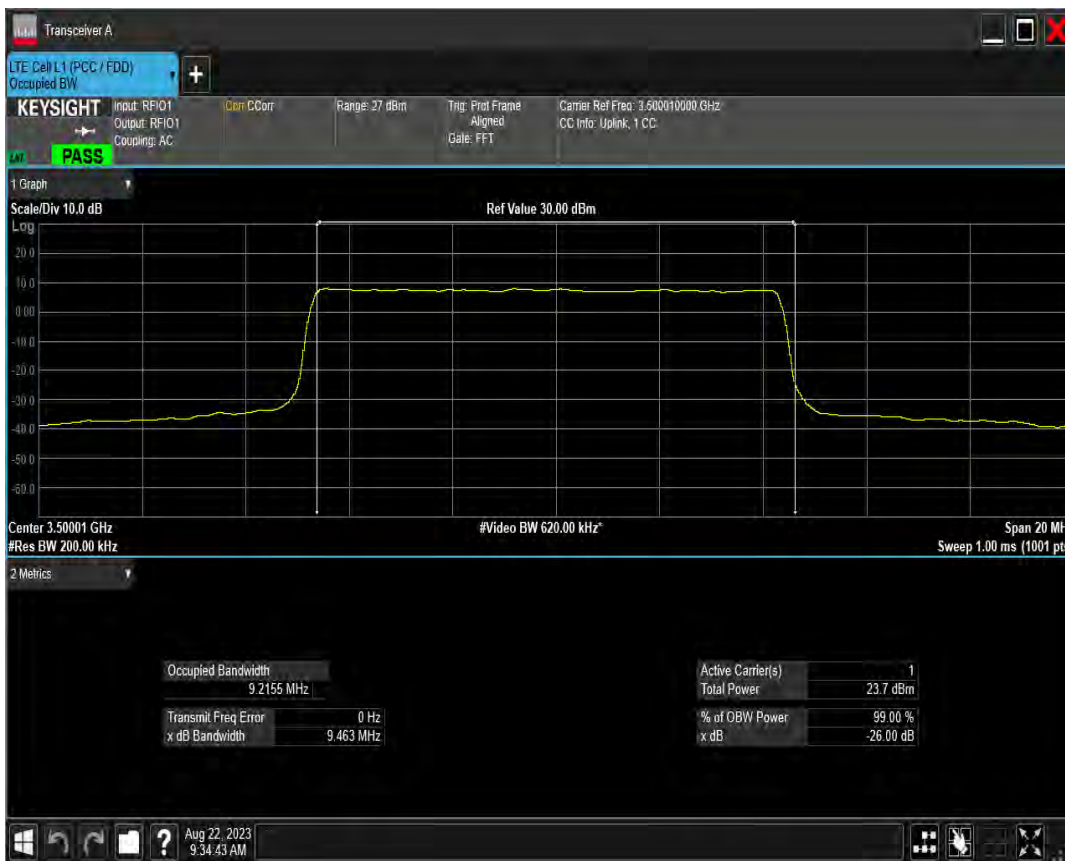 Transceiver A
LTE Cell L1 (PCC / FDD)
Occupied BW
+
KEYSIGHT
Input: RFIO1
Output: RFIO1
Coupling: AC
Corr CCorr
Range: 27 dBm
Trig: Prot Frame
Aligned
Gate: FFT
Carrier Ref Freq: 3.500010000 GHz
CC Info: Uplink, 1 CC
PASS
1 Graph
Scale/Div 10.0 dB
Ref Value 30.00 dBm
Log
20.0
10.0
0.00
-10.0
-20.0
-30.0
-40.0
-50.0
-60.0
Center 3.50001 GHz
#Video BW 620.00 kHz*
Span 20 MH
#Res BW 200.00 kHz
Sweep 1.00 ms (1001 pt
2 Metrics
Occupied Bandwidth
9.2155 MHz
Transmit Freq Error 0 Hz
x dB Bandwidth 9.463 MHz
Active Carrier(s) 1
Total Power 23.7 dBm
% of OBW Power 99.00 %
x dB -26.00 dB
?
Aug 22, 2023
9:34:43 AM